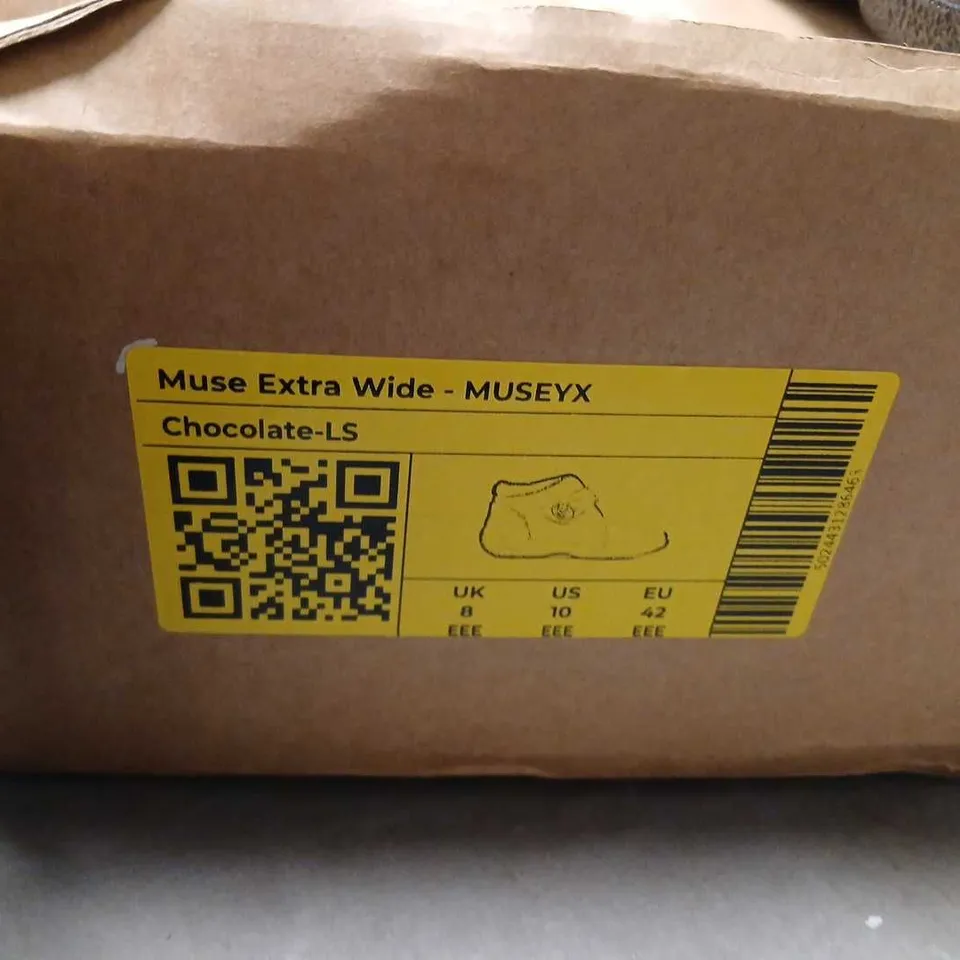 Muse Extra Wide - MUSEYX
Chocolate-LS
UK US EU
8 10 42
EEE EEE EEE